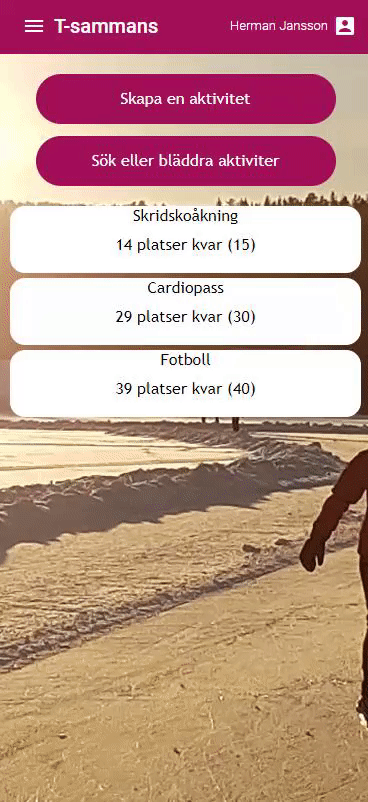 T-sammans
Herman Jansson
Skapa en aktivitet
Sök eller bläddra aktiviter
Skridskoåkning
14 platser kvar (15)
Cardiopass
29 platser kvar (30)
Fotboll
39 platser kvar (40)